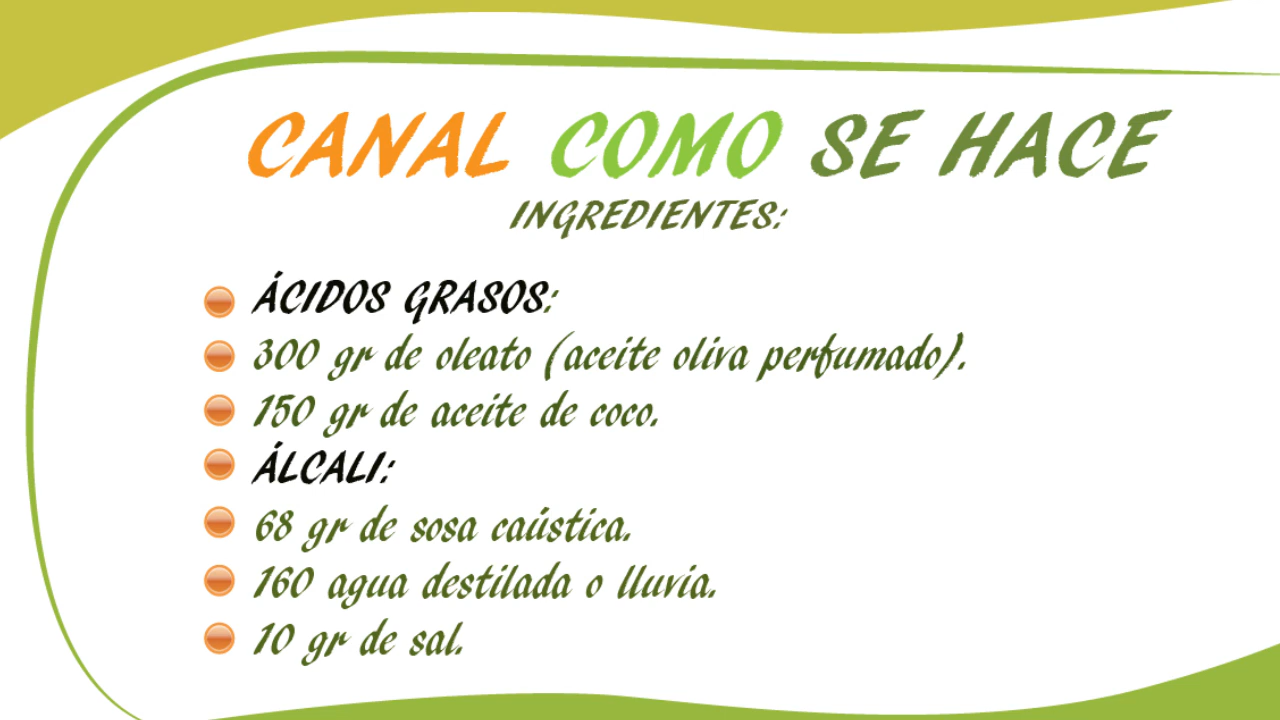 CANAL COMO SE HACE
INGREDIENTES:
ÁCIDOS GRASOS:
300 gr de oleato (aceite oliva perfumado).
150 gr de aceite de coco.
ÁLCALI:
68 gr de sosa caústica.
160 agua destilada o lluvia.
10 gr de sal.